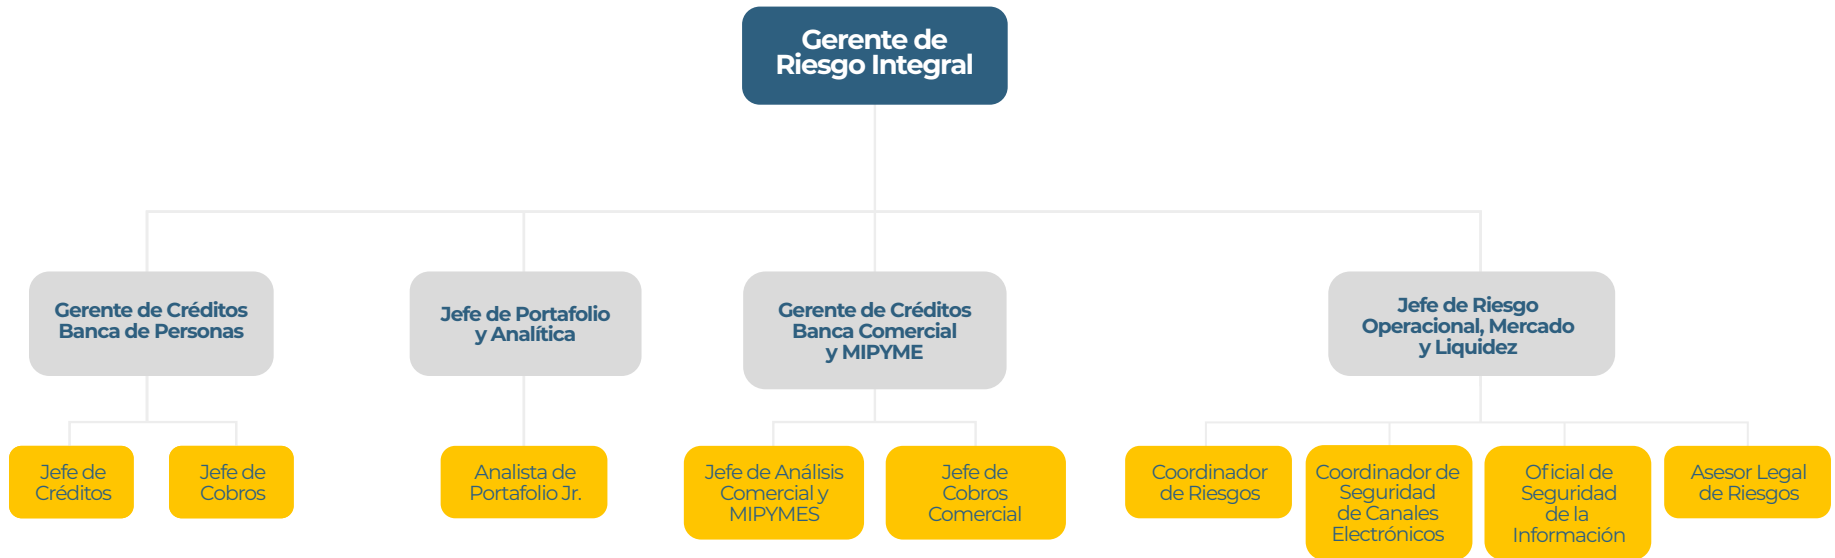 Gerente de
Riesgo Integral
Gerente de Créditos
Banca de Personas
Jefe de Portafolio
y Analítica
Gerente de Créditos
Banca Comercial
y MIPYME
Jefe de Riesgo
Operacional, Mercado
y Liquidez
Jefe de
Créditos
Jefe de
Cobros
Analista de
Portafolio Jr.
Jefe de Análisis
Comercial y
MIPYMES
Jefe de
Cobros
Comercial
Coordinador
de Riesgos
Coordinador de
Seguridad
de Canales
Electrónicos
Oficial de
Seguridad
de la
Información
Asesor Legal
de Riesgos